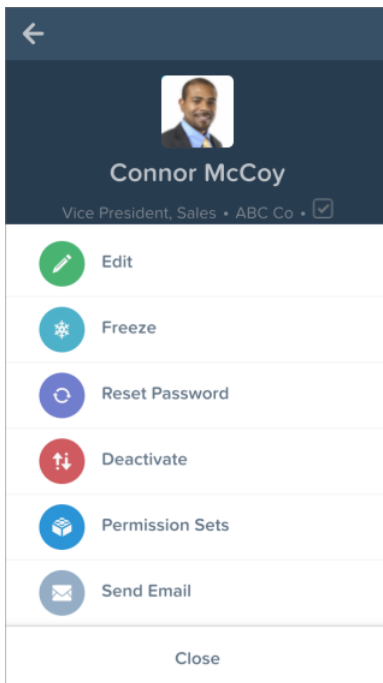 Connor McCoy
Vice President, Sales • ABC Co •
Edit
Freeze
Reset Password
Deactivate
Permission Sets
Send Email
Close